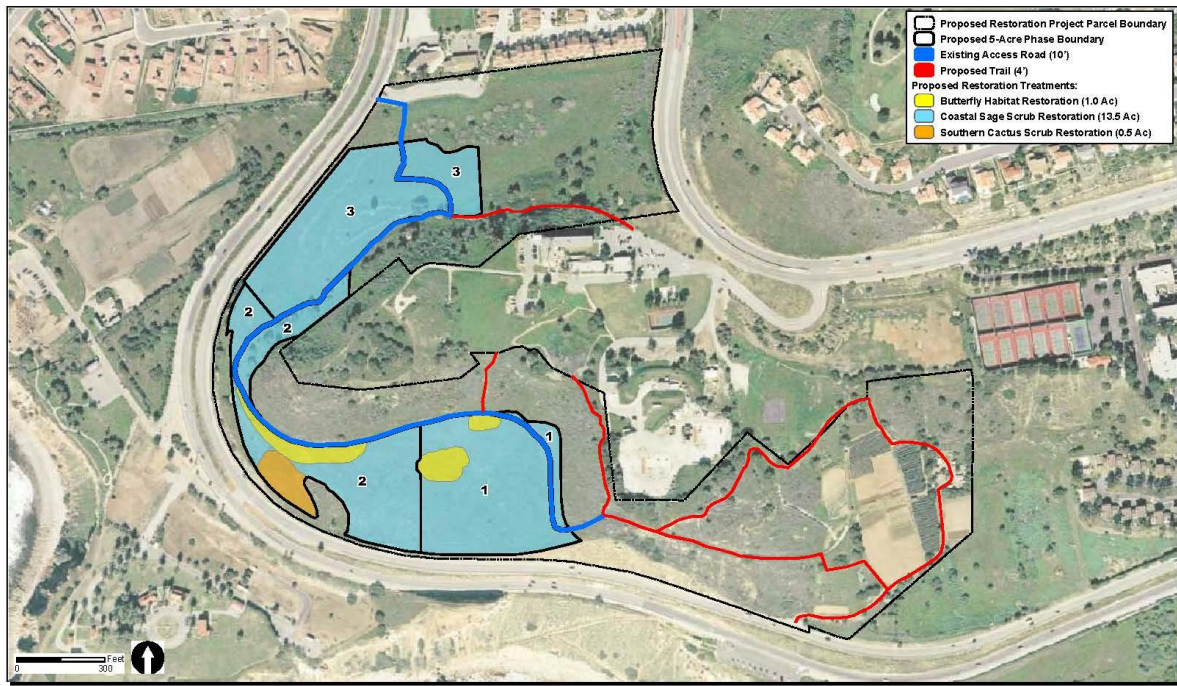 Proposed Restoration Project Parcel Boundary
Proposed 5-Acre Phase Boundary
Existing Access Road (10')
Proposed Trail (4')
Proposed Restoration Treatments:
Butterfly Habitat Restoration (1.0 Ac)
Coastal Sage Scrub Restoration (13.5 Ac)
Southern Cactus Scrub Restoration (0.5 Ac)
3
3
2
2
1
2
1
Feet
0 300